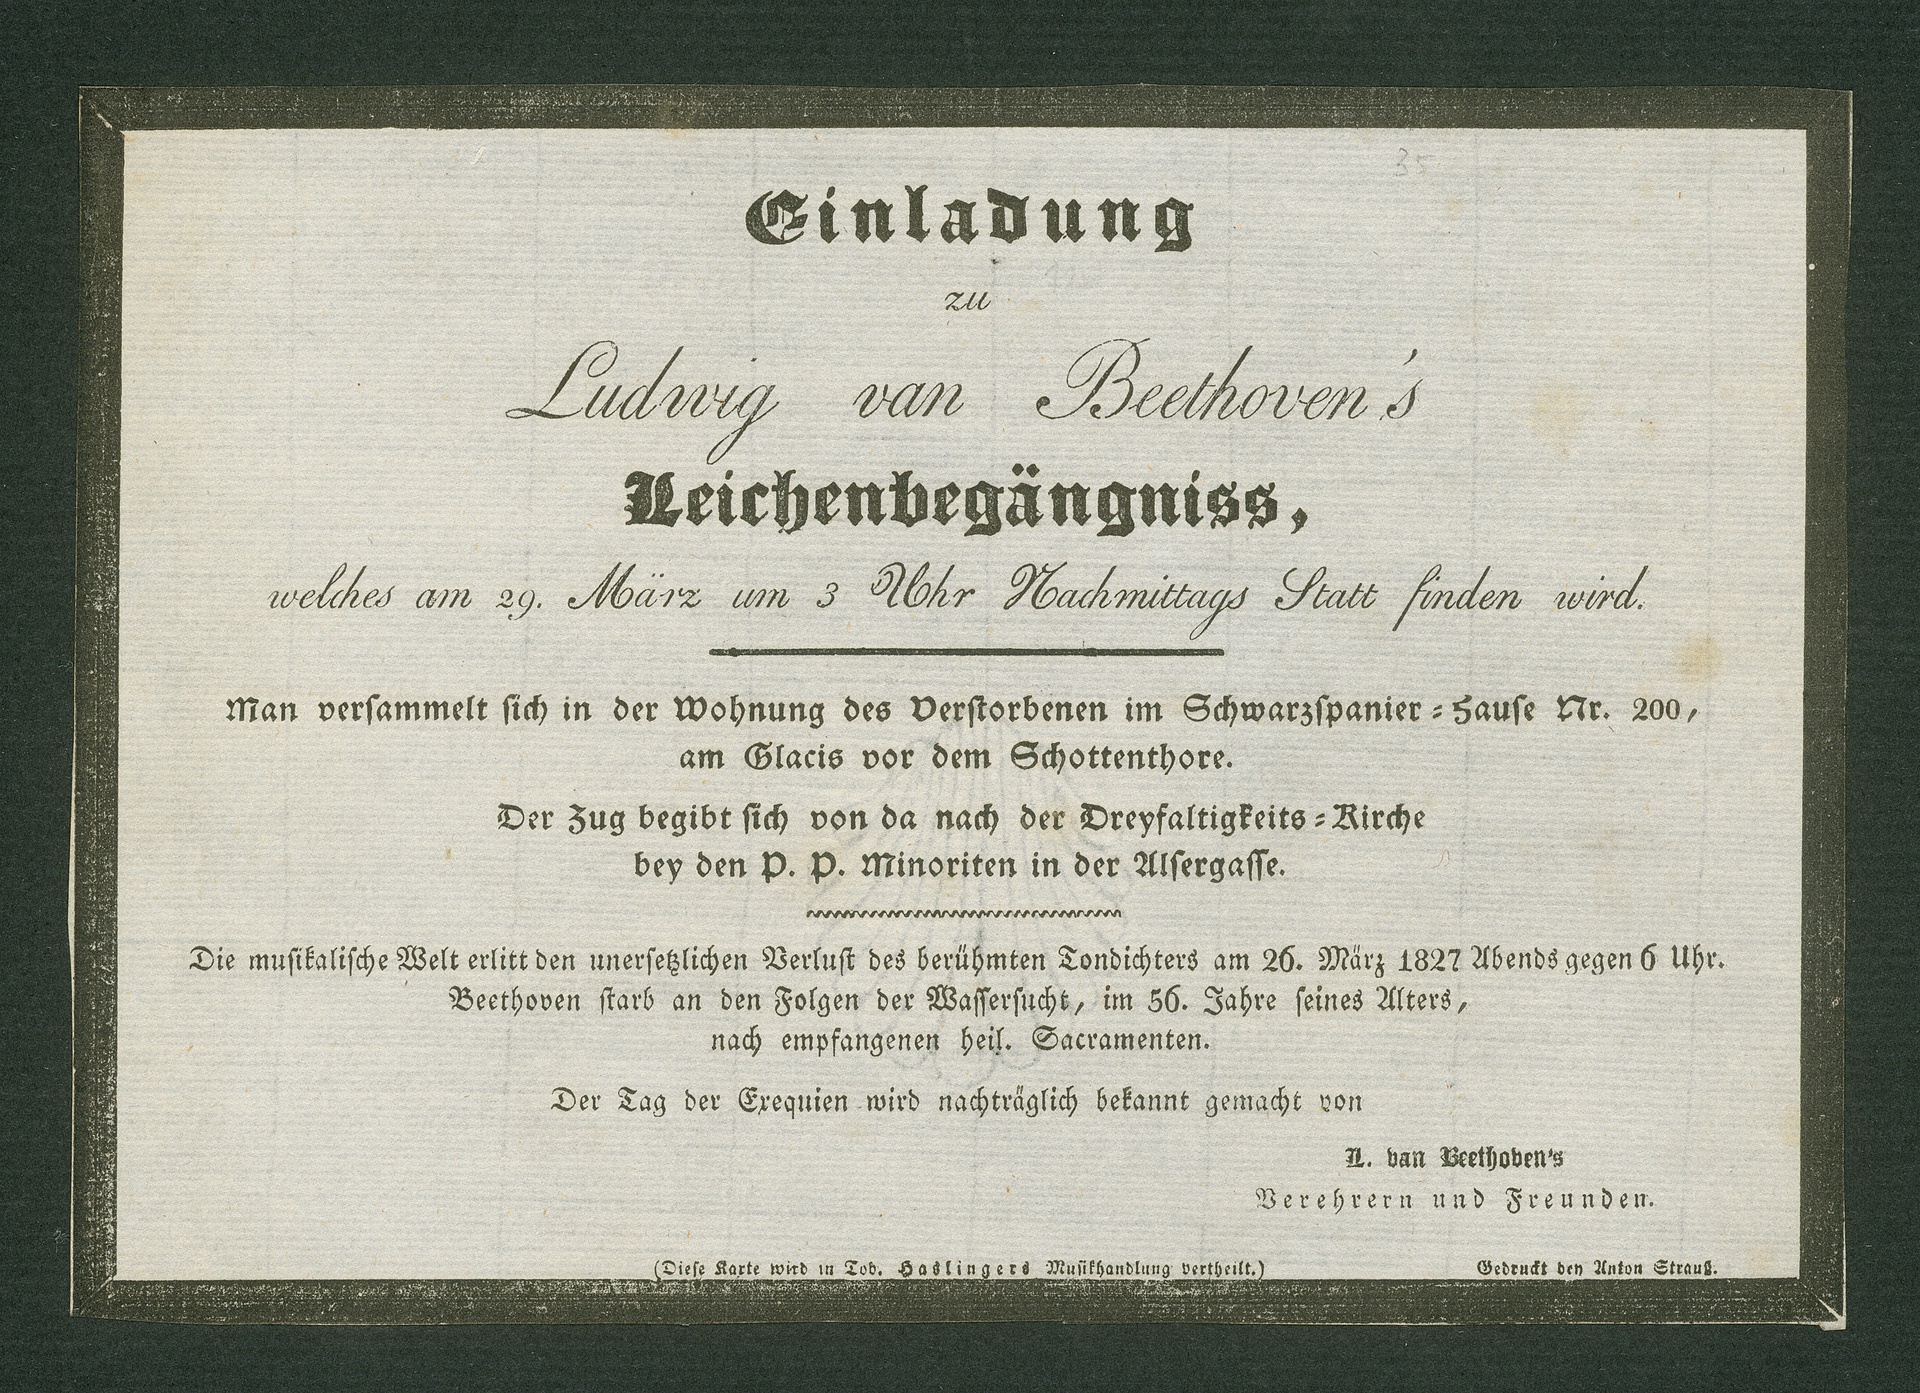 35
Einladung
zu
Ludwig van Beethoven's
Leichenbegängniss,
welches am 29. März um 3 Uhr Nachmittags Statt finden wird.
Man verſammelt ſich in der Wohnung des Verſtorbenen im Schwarzſpanier-Hauſe Nr. 200,
am Glacis vor dem Schottenthore.
Der Zug begibt ſich von da nach der Dreyfaltigkeits-Kirche
bey den P. P. Minoriten in der Alſergaſſe.
Die muſikaliſche Welt erlitt den unerſetzlichen Verluſt des berühmten Tondichters am 26. März 1827 Abends gegen 6 Uhr.
Beethoven ſtarb an den Folgen der Waſſerſucht, im 56. Jahre ſeines Alters,
nach empfangenen heil. Sacramenten.
Der Tag der Exequien wird nachträglich bekannt gemacht von
L. van Beethoven's
Verehrern und Freunden.
(Dieſe Karte wird in Tob. Haslingers Muſikhandlung vertheilt.)
Gedruckt bey Anton Strauß.